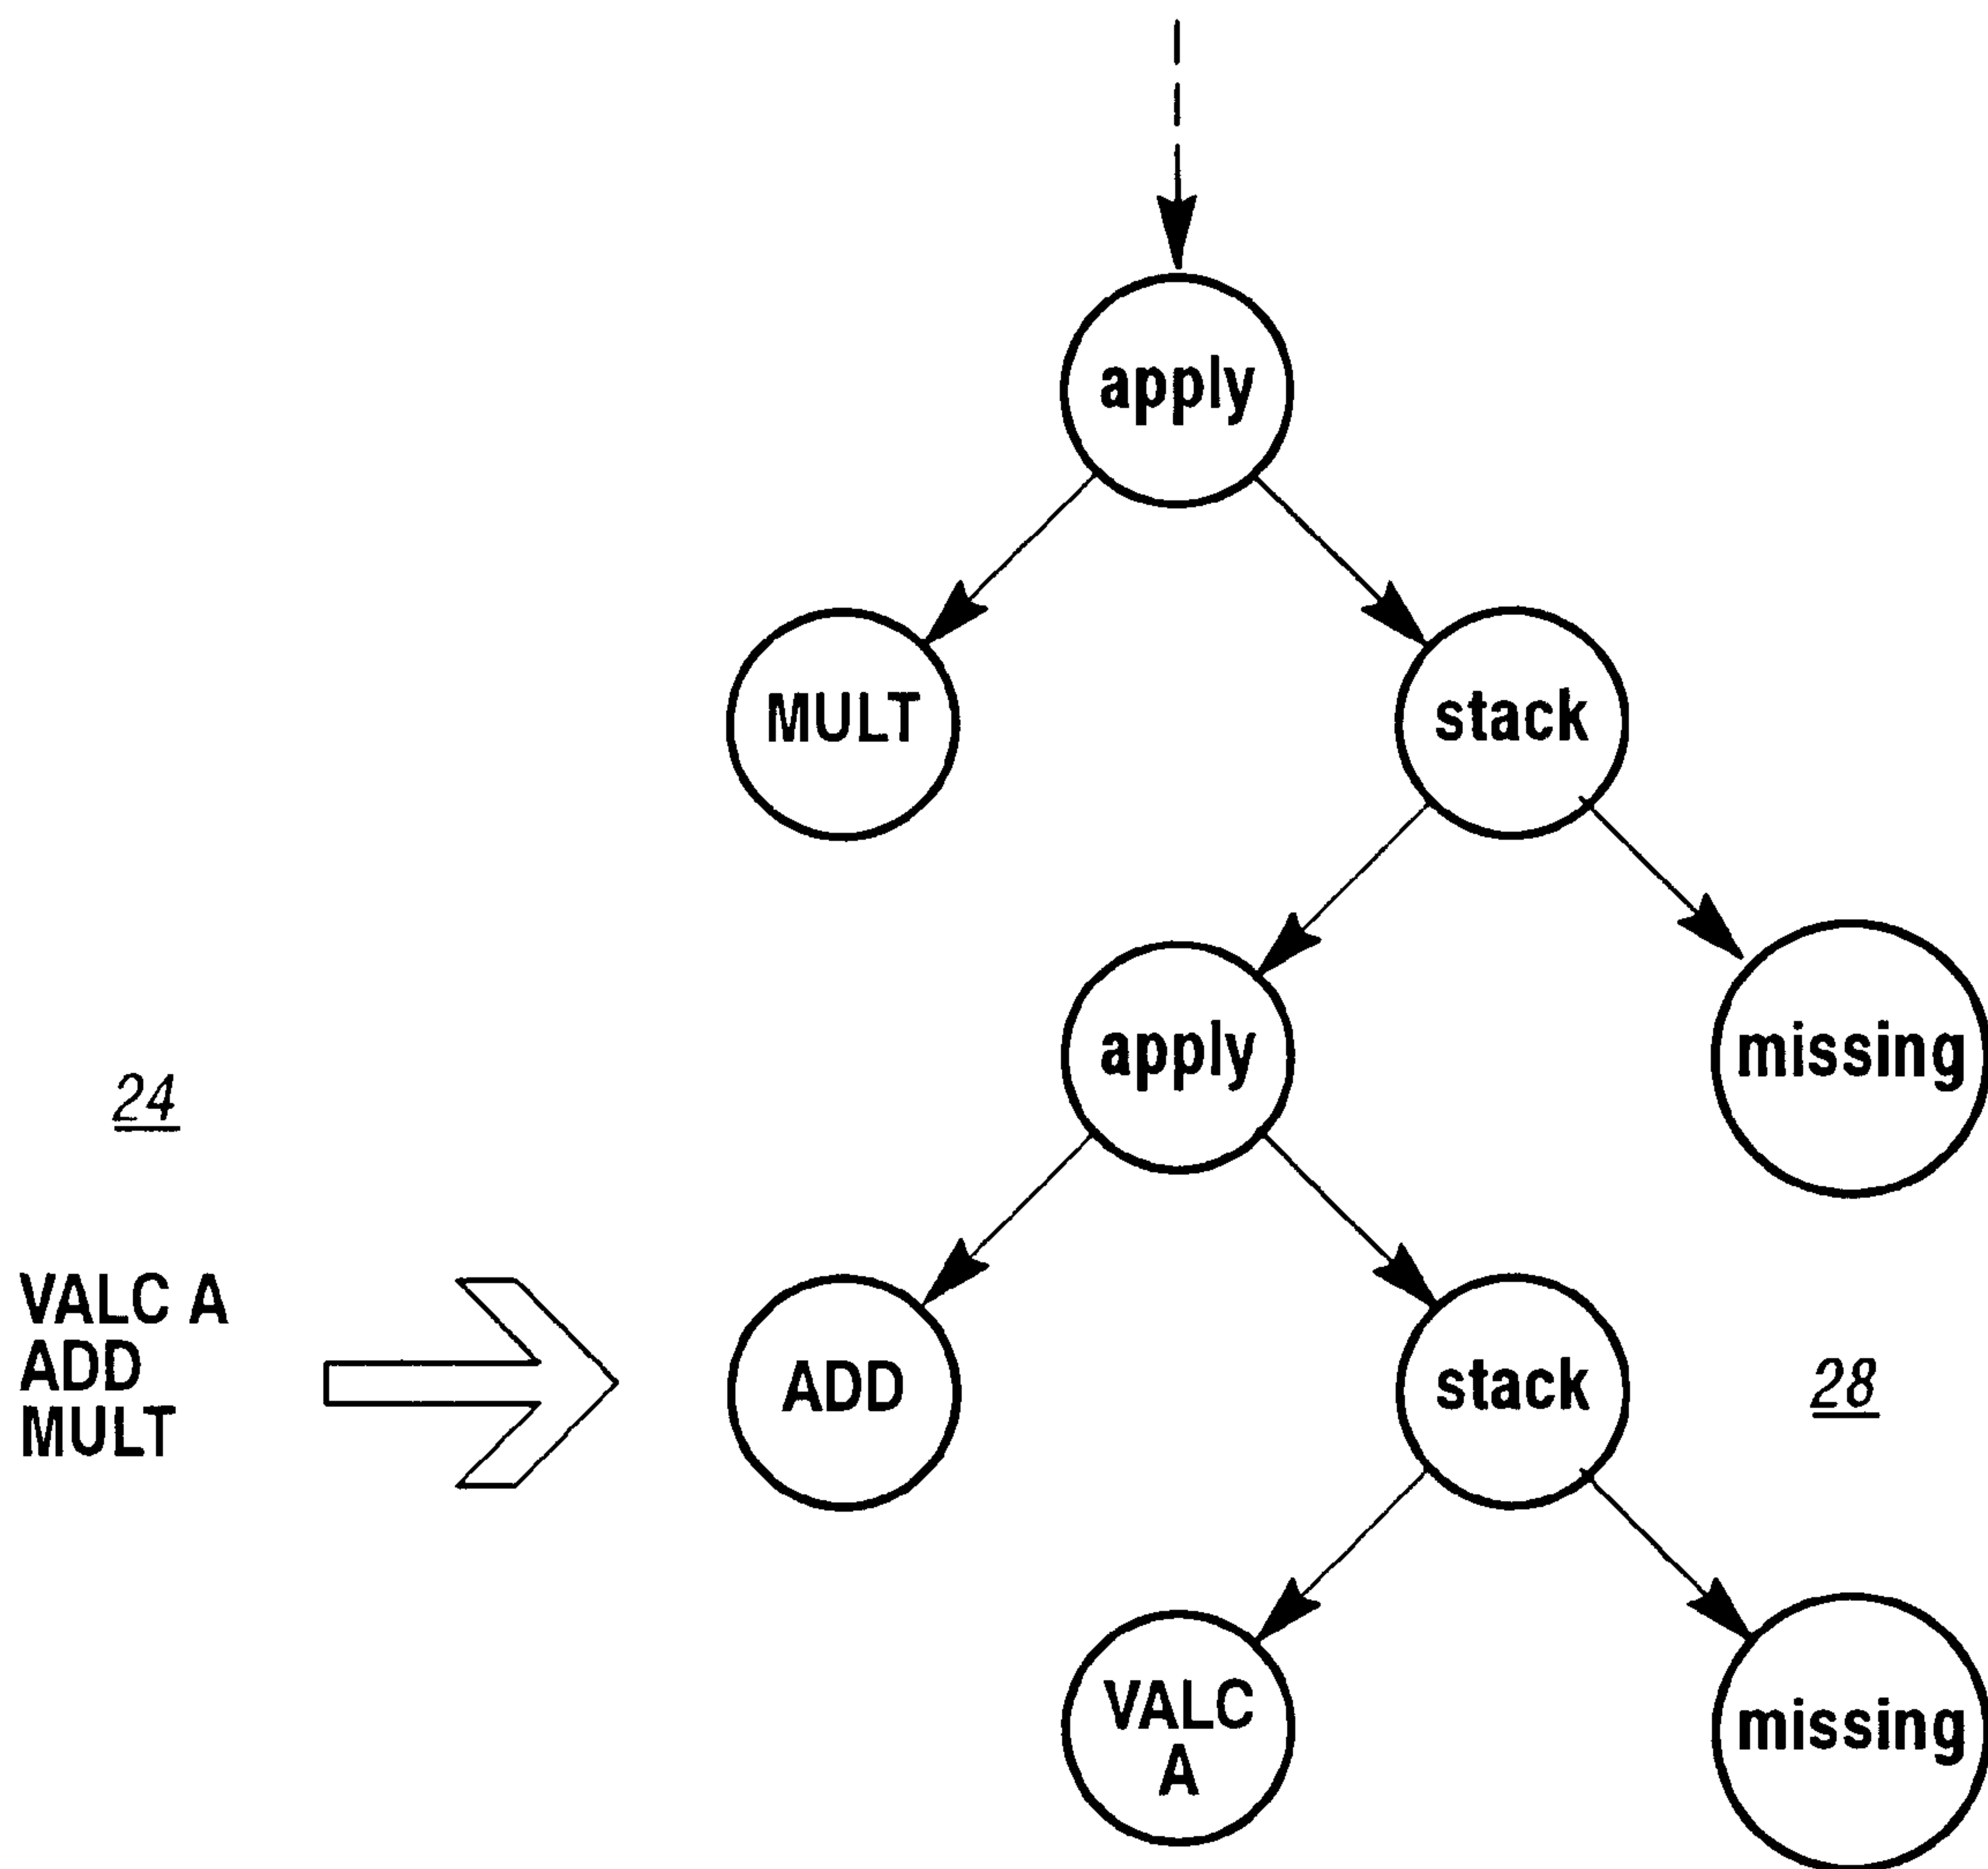 apply
MULT
stack
apply
missing
24
VALC A
ADD
MULT
ADD
stack
28
VALC
A
missing